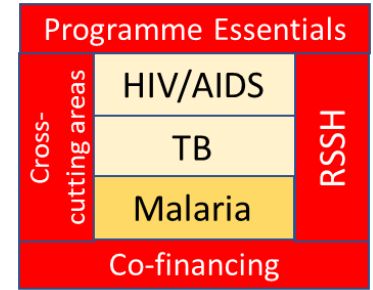 Programme Essentials
Cross-
cutting areas
HIV/AIDS
TB
Malaria
RSSH
Co-financing